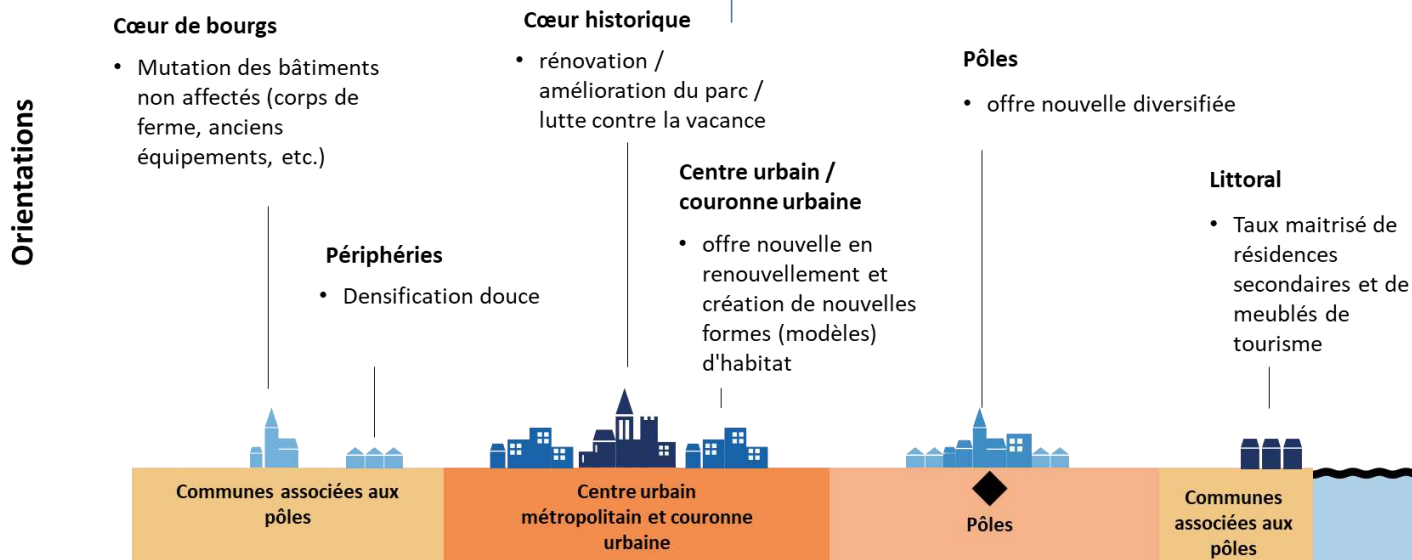 Orientations
Cœur de bourgs
• Mutation des bâtiments
non affectés (corps de
ferme, anciens
équipements, etc.)
Périphéries
• Densification douce
Cœur historique
• rénovation /
amélioration du parc /
lutte contre la vacance
Centre urbain /
couronne urbaine
• offre nouvelle en
renouvellement et
création de nouvelles
formes (modèles)
d'habitat
Pôles
• offre nouvelle diversifiée
Littoral
• Taux maitrisé de
résidences
secondaires et de
meublés de
tourisme
Communes associées aux
pôles
Centre urbain
métropolitain et couronne
urbaine
Pôles
Communes
associées aux
pôles